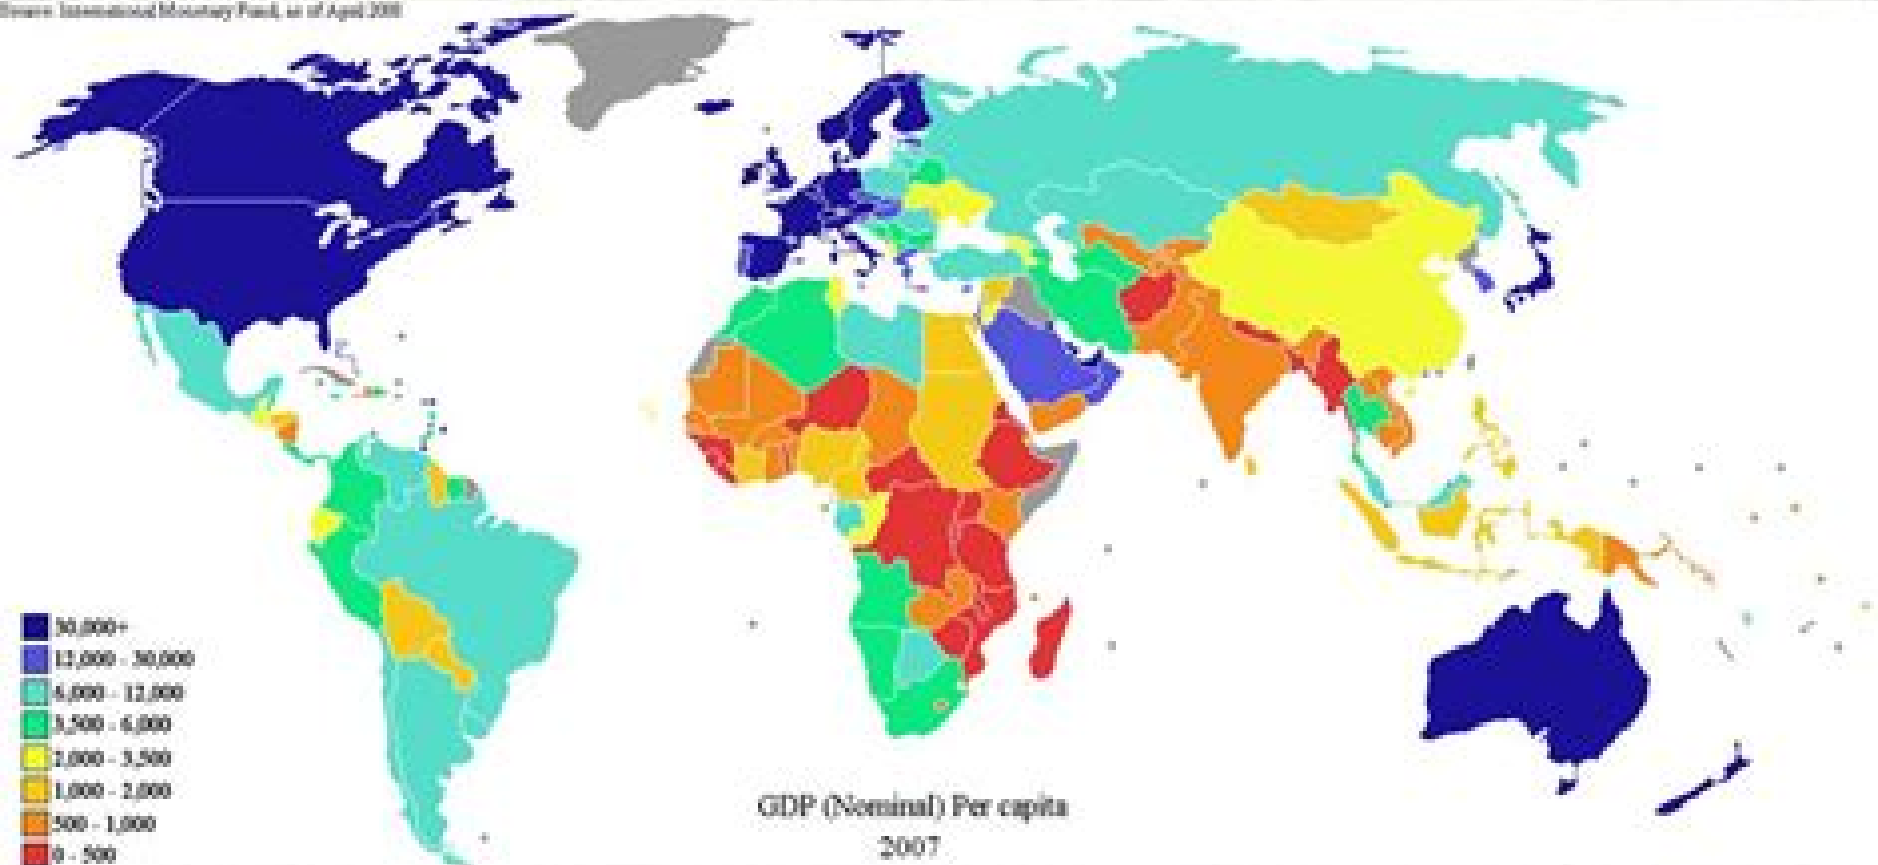 Source: International Monetary Fund, as of April 2008
30,000+
12,000 - 30,000
6,000 - 12,000
3,500 - 6,000
2,000 - 3,500
1,000 - 2,000
500 - 1,000
0 - 500
GDP (Nominal) Per capita
2007